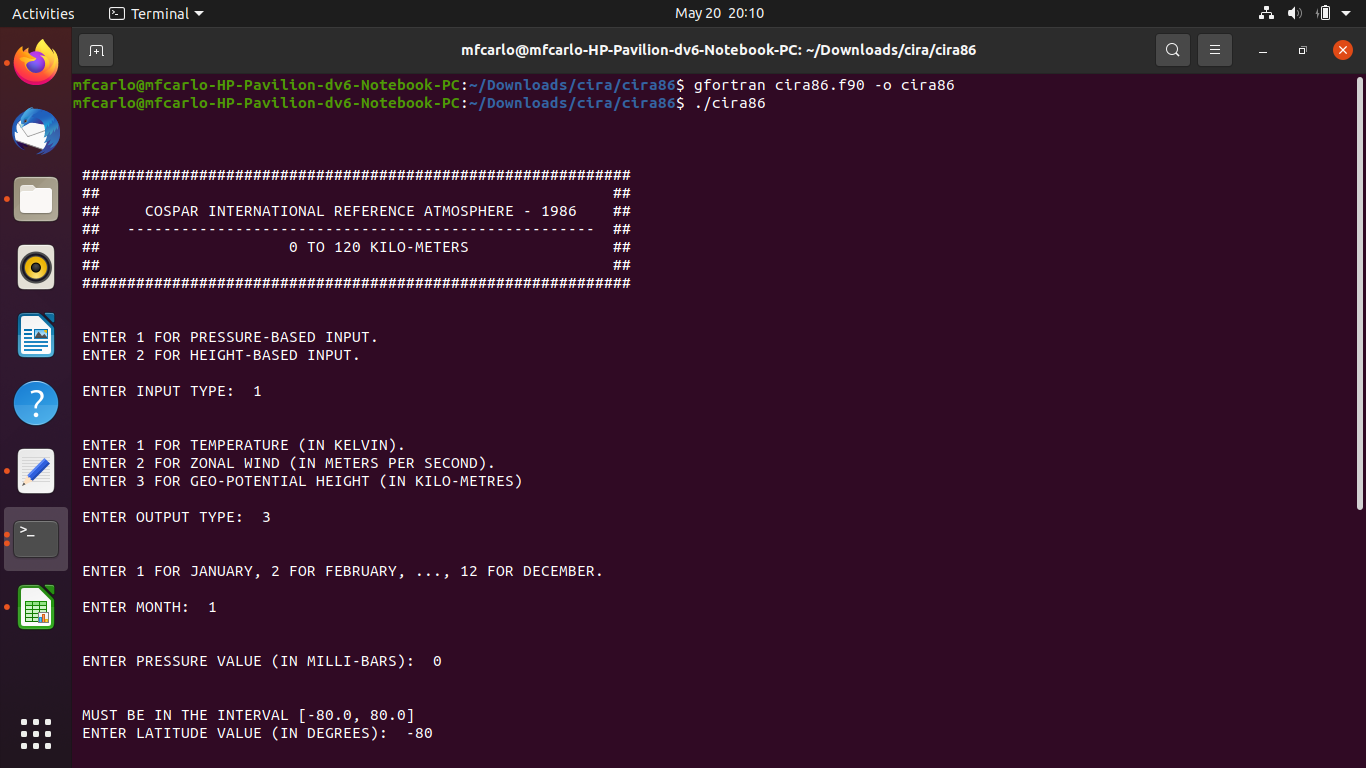 Activities Terminal May 20 20:10
mfcarlo@mfcarlo-HP-Pavilion-dv6-Notebook-PC: ~/Downloads/cira/cira86
mfcarlo@mfcarlo-HP-Pavilion-dv6-Notebook-PC:~/Downloads/cira/cira86$ gfortran cira86.f90 -o cira86
mfcarlo@mfcarlo-HP-Pavilion-dv6-Notebook-PC:~/Downloads/cira/cira86$ ./cira86
#############################################################
## ##
## COSPAR INTERNATIONAL REFERENCE ATMOSPHERE - 1986 ##
## ---------------------------------------------------- ##
## 0 TO 120 KILO-METERS ##
## ##
#############################################################
ENTER 1 FOR PRESSURE-BASED INPUT.
ENTER 2 FOR HEIGHT-BASED INPUT.
ENTER INPUT TYPE: 1
ENTER 1 FOR TEMPERATURE (IN KELVIN).
ENTER 2 FOR ZONAL WIND (IN METERS PER SECOND).
ENTER 3 FOR GEO-POTENTIAL HEIGHT (IN KILO-METRES)
ENTER OUTPUT TYPE: 3
ENTER 1 FOR JANUARY, 2 FOR FEBRUARY, ..., 12 FOR DECEMBER.
ENTER MONTH: 1
ENTER PRESSURE VALUE (IN MILLI-BARS): 0
MUST BE IN THE INTERVAL [-80.0, 80.0]
ENTER LATITUDE VALUE (IN DEGREES): -80